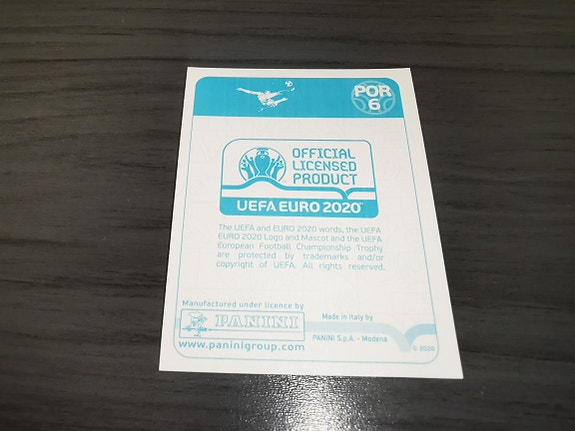 POR
6
OFFICIAL
LICENSED
PRODUCT
UEFA EURO 2020
The UEFA and EURO 2020 words, the UEFA
EURO 2020 Logo and Mascot and the UEFA
European Football Championship Trophy
are protected by trademarks and/or
copyright of UEFA. All rights reserved.
Manufactured under licence by
PANINI
www.paninigroup.com
Made in Italy by
PANINI S.p.A. - Modena
© 2020